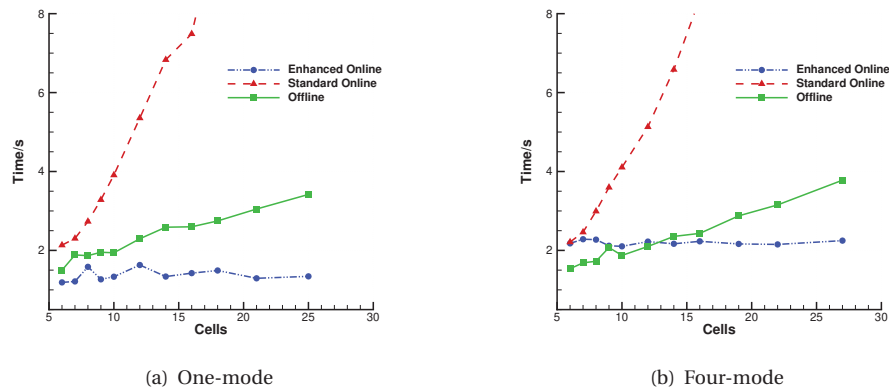 8
6
4
2
Time/s
5
10
15
20
25
30
Cells
Enhanced Online
Standard Online
Offline
(a) One-mode
8
6
4
2
Time/s
5
10
15
20
25
30
Cells
Enhanced Online
Standard Online
Offline
(b) Four-mode